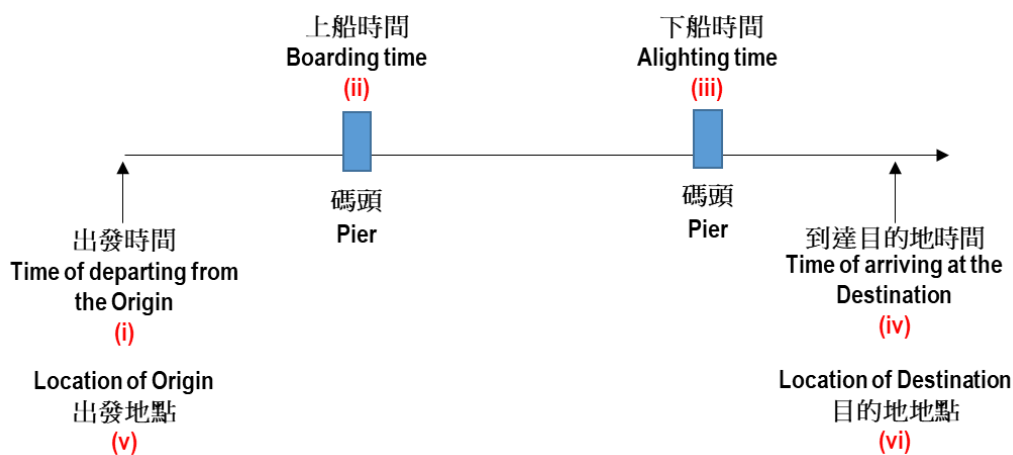 上船時間
Boarding time
(ii)
下船時間
Alighting time
(iii)
碼頭
Pier
碼頭
Pier
出發時間
Time of departing from
the Origin
(i)
到達目的地時間
Time of arriving at the
Destination
(iv)
Location of Origin
出發地點
(v)
Location of Destination
目的地地點
(vi)